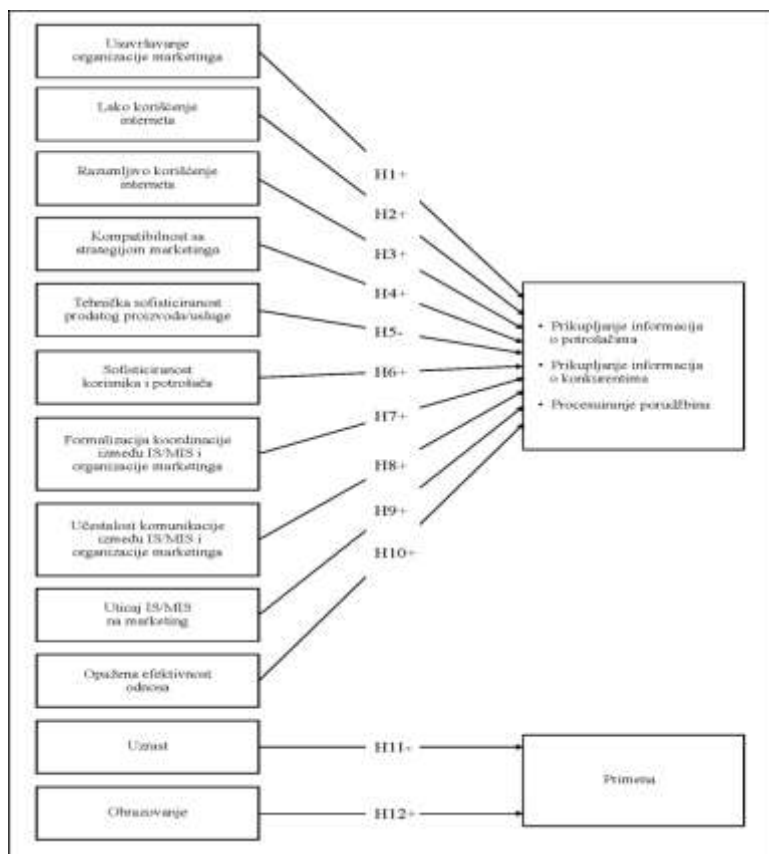 Usavršavanje
organizacije marketinga
Lako korišćenje
interneta
Razumljivo korišćenje
interneta
Kompatibilnost sa
strategijom marketinga
Tehnička sofisticiranost
prodatog proizvoda/usluge
Sofisticiranost
korisnika i potrošača
Formalizacija koordinacije
između IS/MIS i
organizacije marketinga
Učestalost komunikacije
između IS/MIS i
organizacije marketinga
Uticaj IS/MIS
na marketing
Opažena efektivnost
odnosa
Uzrast
Obrazovanje
H1+
H2+
H3+
H4+
H5-
H6+
H7+
H8+
H9+
H10+
H11-
H12+
• Prikupljanje informacija
o potrošačima
• Prikupljanje informacija
o konkurentima
• Procesuiranje porudžbina
Primena